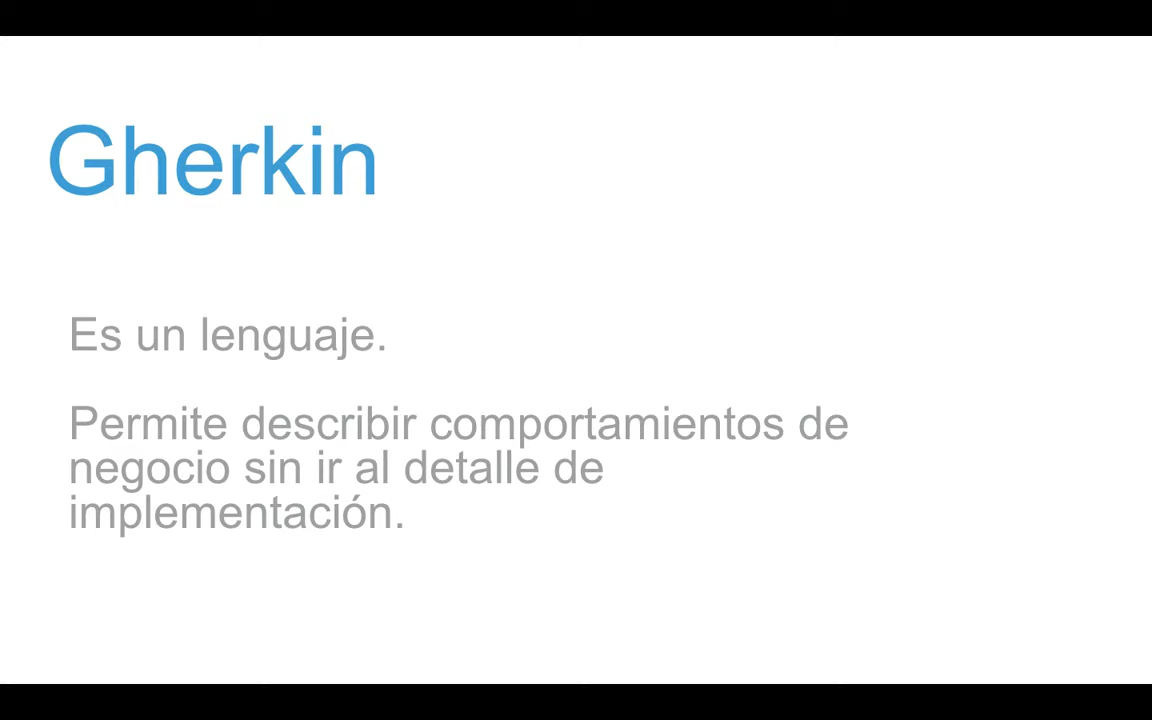 Gherkin
Es un lenguaje.
Permite describir comportamientos de
negocio sin ir al detalle de
implementación.